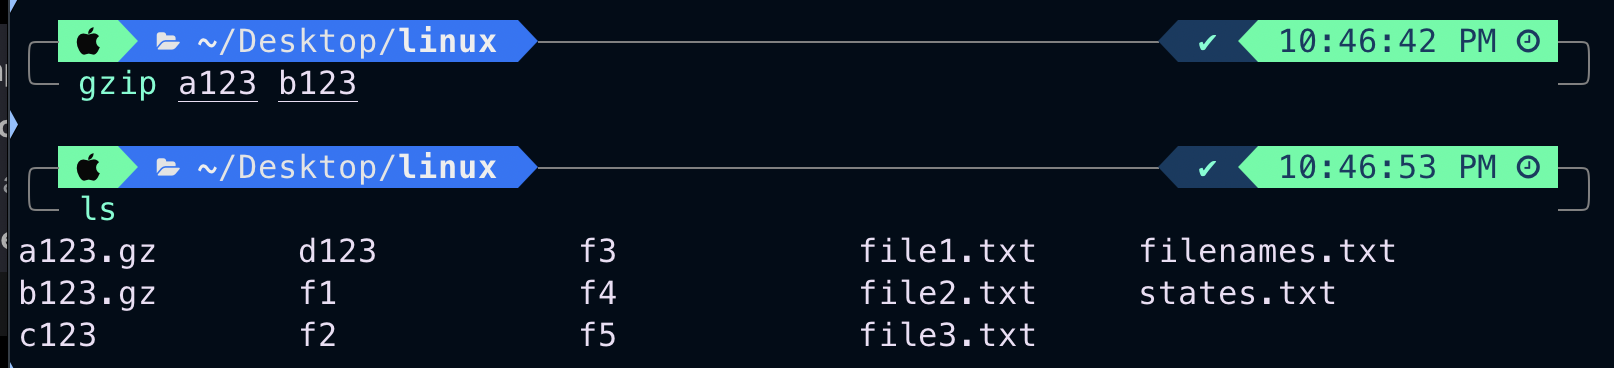 ~/Desktop/linux ✔ 10:46:42 PM
gzip a123 b123
~/Desktop/linux ✔ 10:46:53 PM
ls
a123.gz d123 f3 file1.txt filenames.txt
b123.gz f1 f4 file2.txt states.txt
c123 f2 f5 file3.txt